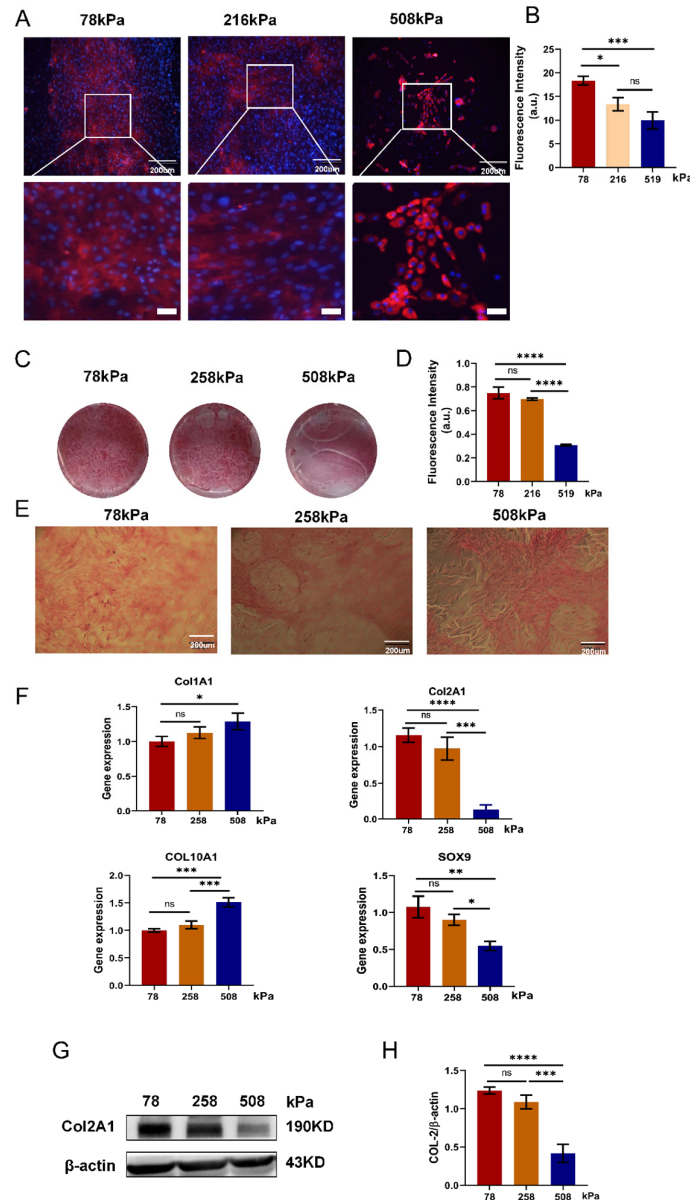 A
78kPa 216kPa 508kPa
200um 200um 200um
B
Fluorescence Intensity
(a.u.)
***
* ns
25
20
15
10
5
0
78 216 519 kPa
C
78kPa 258kPa 508kPa
D
Fluorescence Intensity
(a.u.)
****
ns ****
1.0
0.8
0.6
0.4
0.2
0.0
78 216 519 kPa
E
78kPa 258kPa 508kPa
200um 200um 200um
F
Col1A1
Gene expression
*
ns
2.0
1.5
1.0
0.5
0.0
78 258 508 kPa
Col2A1
Gene expression
****
ns ***
1.5
1.0
0.5
0.0
78 258 508 kPa
COL10A1
Gene expression
***
ns ***
2.0
1.5
1.0
0.5
0.0
78 258 508 kPa
SOX9
Gene expression
**
ns *
1.5
1.0
0.5
0.0
78 258 508 kPa
G
78 258 508 kPa
Col2A1 190KD
β-actin 43KD
H
COL-2/β-actin
****
ns ***
1.5
1.0
0.5
0.0
78 258 508 kPa